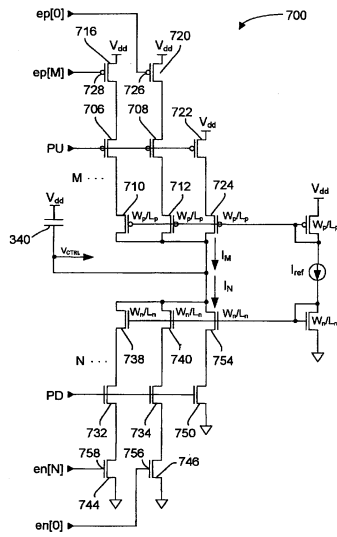 ep[0]
716
720
700
Vdd
Vdd
ep[M]
728
726
706
708
722
Vdd
PU
M ...
710
712
724
Vdd
Vdd
Wp/Lp
Wp/Lp
Wp/Lp
Wp/Lp
340
VCTRL
IM
IN
Iref
Wn/Ln
Wn/Ln
Wn/Ln
Wn/Ln
738
740
754
N ...
PD
732
734
750
758
756
en[N]
744
746
en[0]